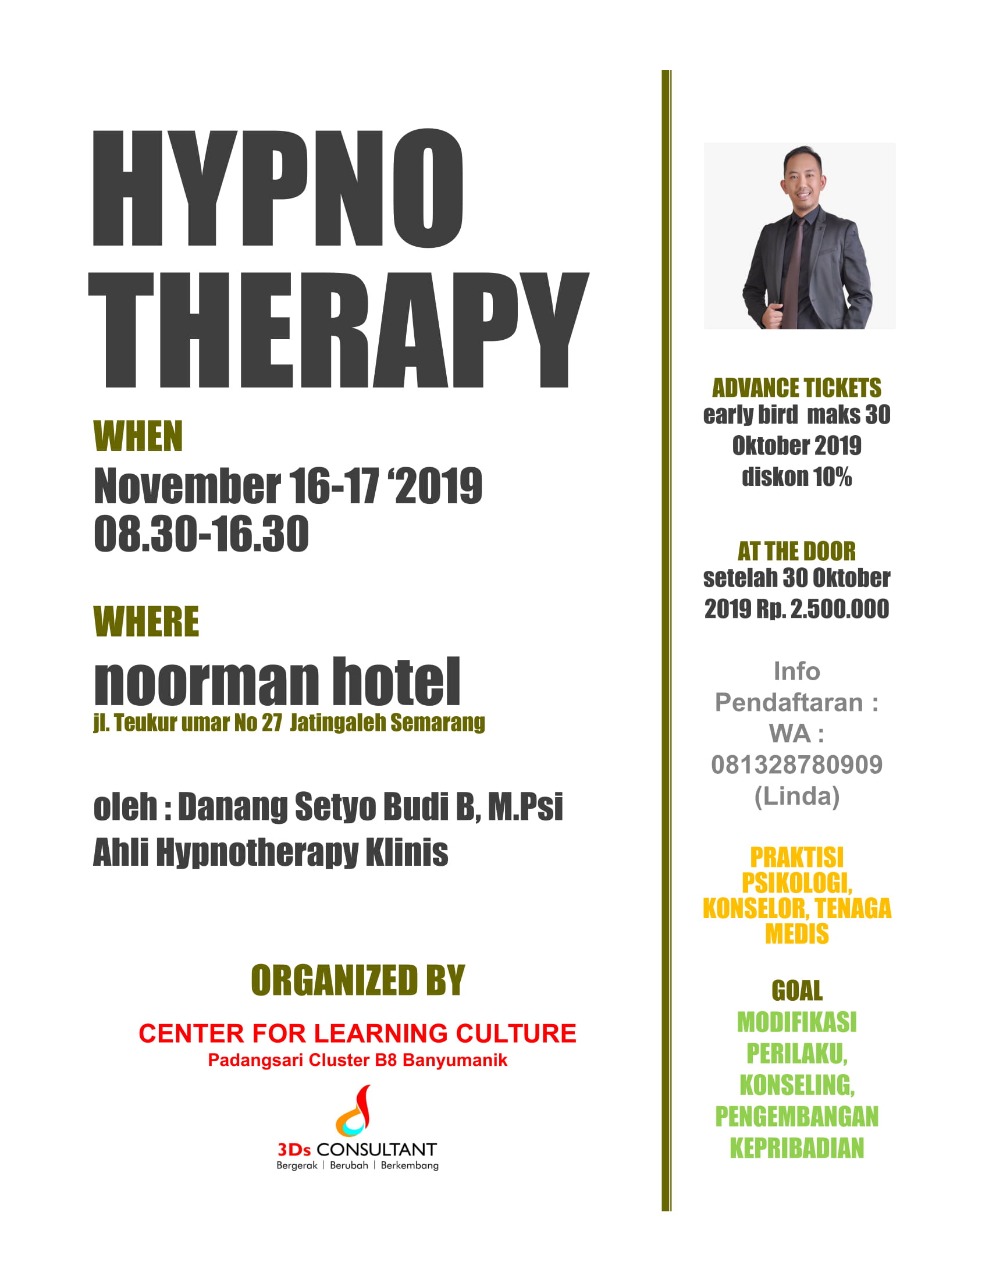 HYPNO
THERAPY
WHEN
November 16-17 ‘2019
08.30-16.30
WHERE
noorman hotel
jl. Teukur umar No 27 Jatingaleh Semarang
oleh : Danang Setyo Budi B, M.Psi
Ahli Hypnotherapy Klinis
ORGANIZED BY
CENTER FOR LEARNING CULTURE
Padangsari Cluster B8 Banyumanik
3Ds CONSULTANT
Bergerak | Berubah | Berkembang
ADVANCE TICKETS
early bird maks 30
Oktober 2019
diskon 10%
AT THE DOOR
setelah 30 Oktober
2019 Rp. 2.500.000
Info
Pendaftaran :
WA :
081328780909
(Linda)
PRAKTISI
PSIKOLOGI,
KONSELOR, TENAGA
MEDIS
GOAL
MODIFIKASI
PERILAKU,
KONSELING,
PENGEMBANGAN
KEPRIBADIAN